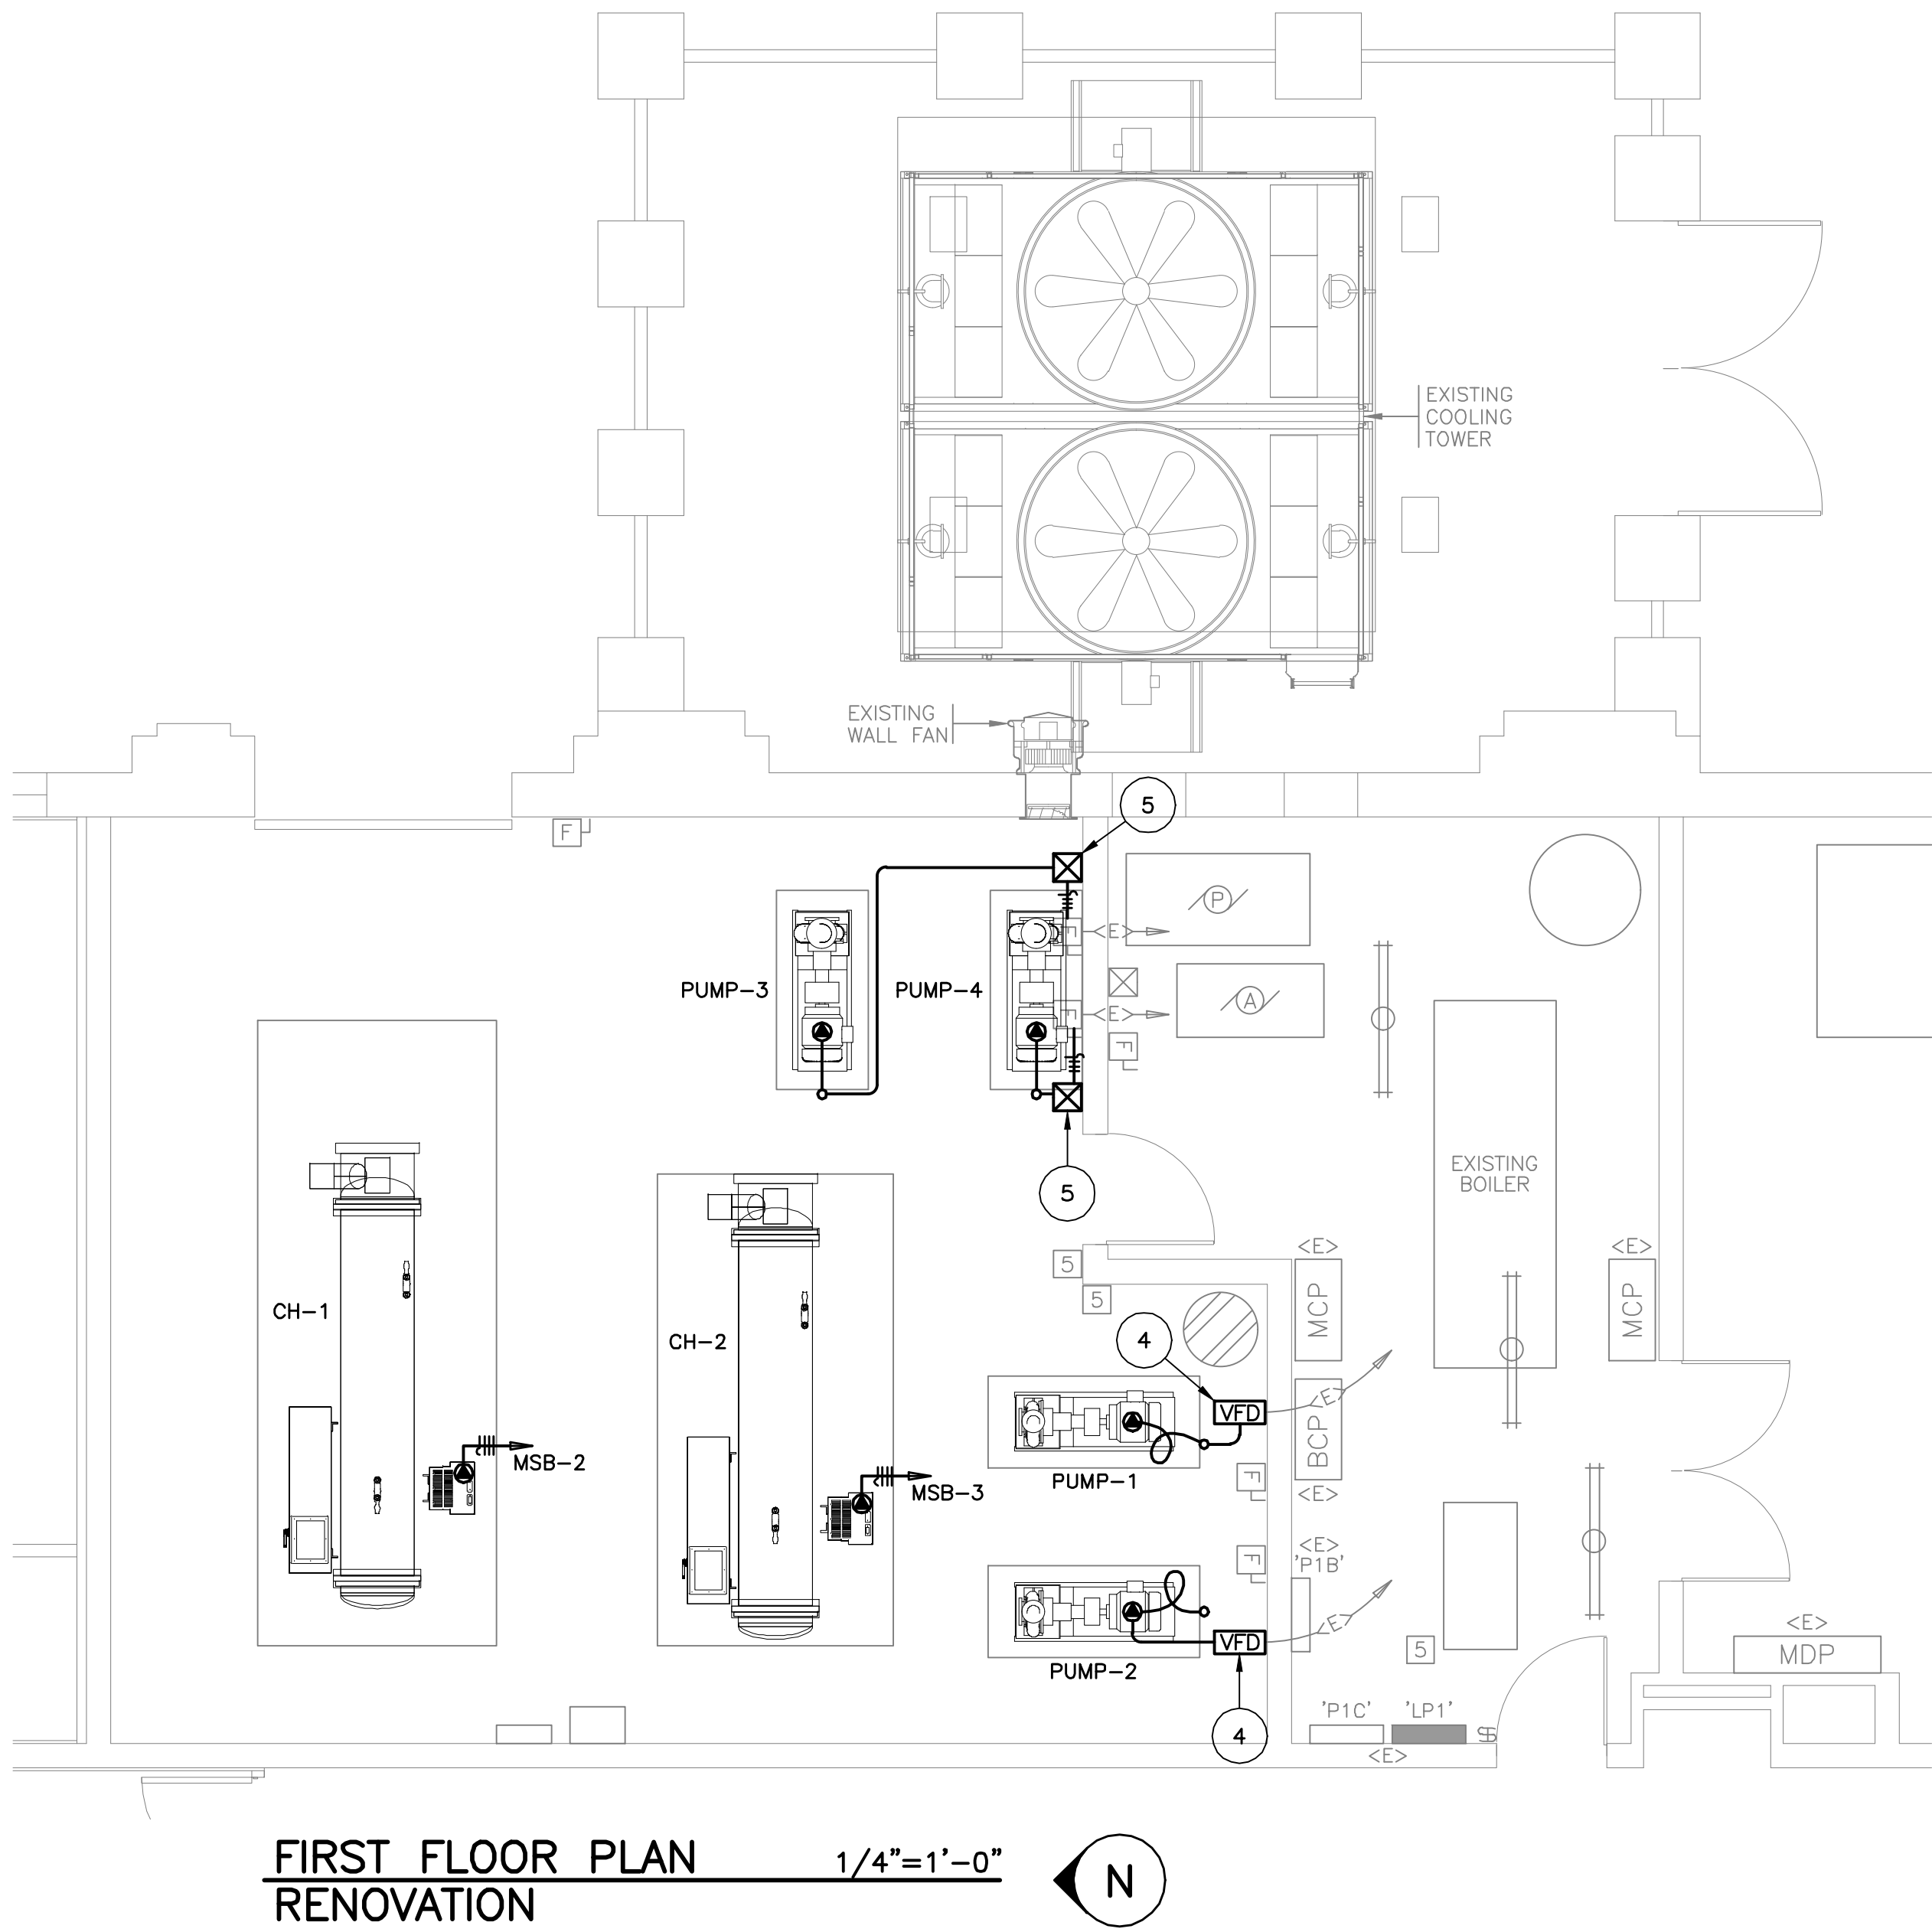 EXISTING
COOLING
TOWER
EXISTING
WALL FAN
5
F
P
F
<E>
PUMP-3
PUMP-4
A
F
<E>
F
5
EXISTING
BOILER
<E>
<E>
5
5
MCP
MCP
CH-1
CH-2
4
<E>
VFD
BCP
MSB-2
PUMP-1
F
MSB-3
<E>
<E>
'P1B'
F
<E>
VFD
PUMP-2
5
<E>
MDP
'P1C'
'LP1'
4
<E>
FIRST FLOOR PLAN
1/4"=1'-0"
RENOVATION
N